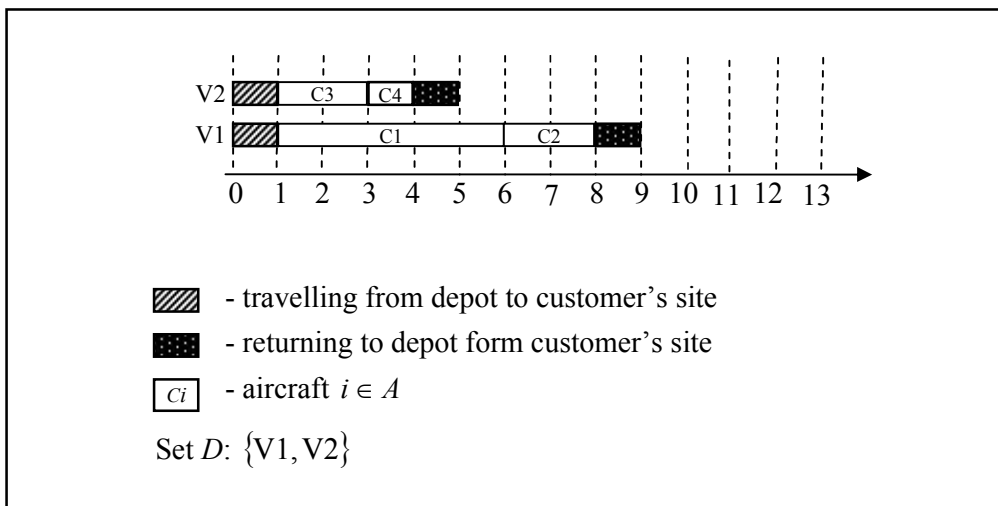 V2 C3 C4
V1 C1 C2
0 1 2 3 4 5 6 7 8 9 10 11 12 13
- travelling from depot to customer’s site
- returning to depot form customer’s site
Ci - aircraft i ∈ A
Set D: {V1, V2}